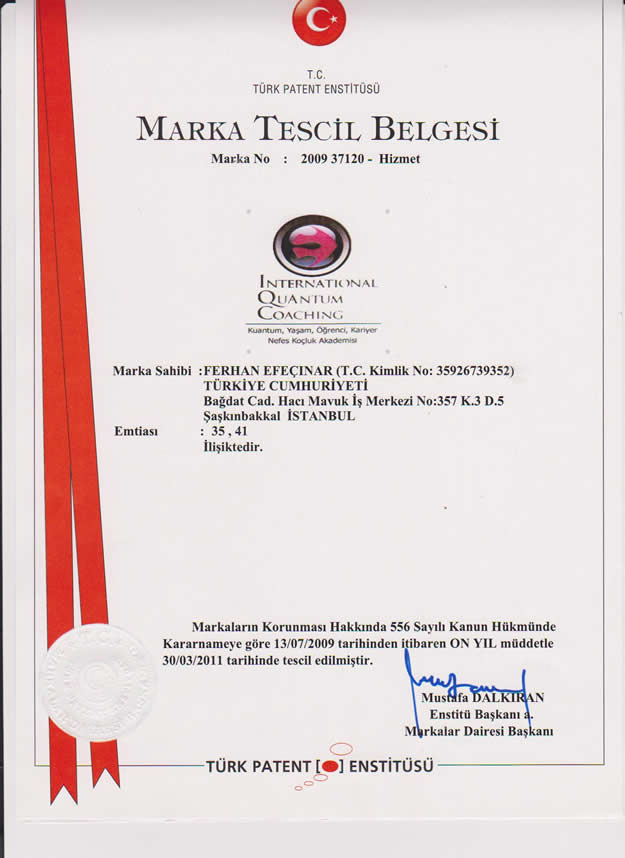 T.C.
TÜRK PATENT ENSTİTÜSÜ
MARKA TESCİL BELGESİ
Marka No : 2009 37120 - Hizmet
INTERNATIONAL
QUANTUM
COACHING
Kuantum, Yaşam, Öğrenci, Kariyer
Nefes Koçluk Akademisi
Marka Sahibi :FERHAN EFEÇINAR (T.C. Kimlik No: 35926739352)
TÜRKİYE CUMHURİYETİ
Bağdat Cad. Hacı Mavuk İş Merkezi No:357 K.3 D.5
Şaşkınbakkal İSTANBUL
Emtiası : 35 , 41
İlişiktedir.
Markaların Korunması Hakkında 556 Sayılı Kanun Hükmünde
Kararnameye göre 13/07/2009 tarihinden itibaren ON YIL müddetle
30/03/2011 tarihinde tescil edilmiştir.
Mustafa DALKIRAN
Enstitü Başkanı a.
Markalar Dairesi Başkanı
TÜRK PATENT [ ] ENSTİTÜSÜ